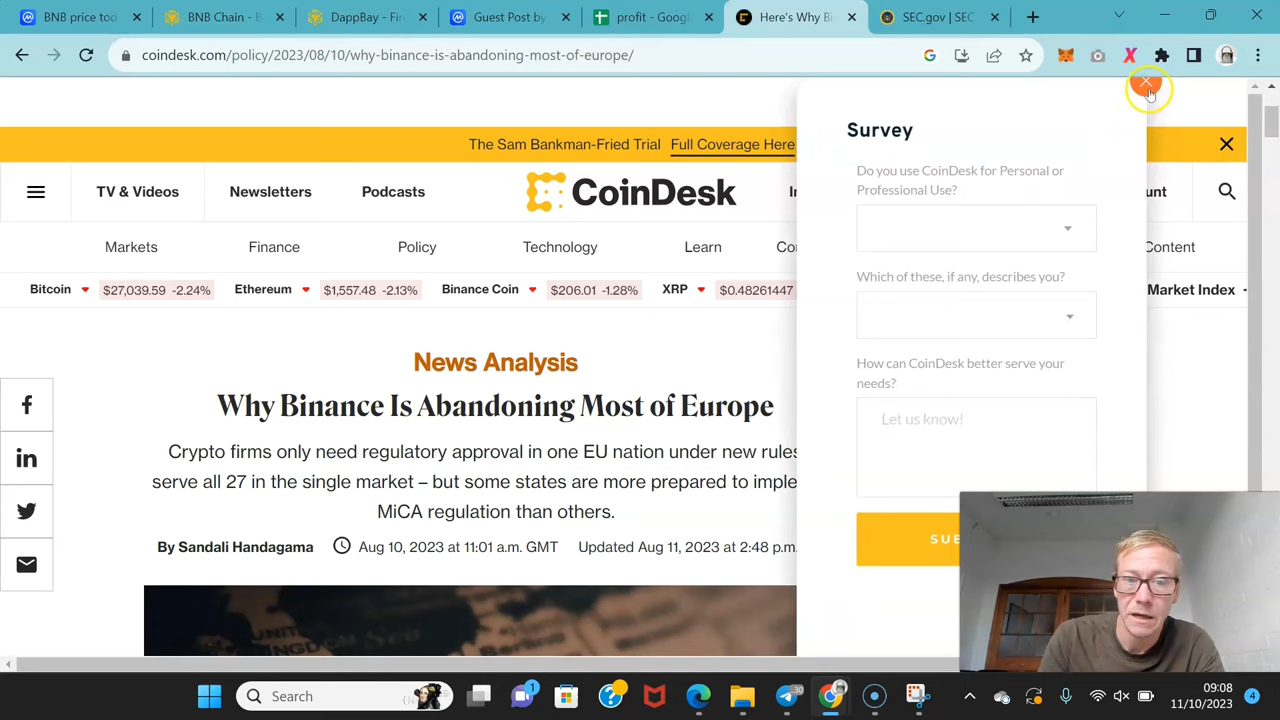 BNB price tod
BNB Chain - B
DappBay - Fin
Guest Post by
profit - Google
Here's Why Bi
SEC.gov | SEC
coindesk.com/policy/2023/08/10/why-binance-is-abandoning-most-of-europe/
The Sam Bankman-Fried Trial Full Coverage Here
TV & Videos
Newsletters
Podcasts
CoinDesk
Markets
Finance
Policy
Technology
Learn
Content
Bitcoin $27,039.59 -2.24%
Ethereum $1,557.48 -2.13%
Binance Coin $206.01 -1.28%
XRP $0.48261447
Market Index
News Analysis
Why Binance Is Abandoning Most of Europe
Crypto firms only need regulatory approval in one EU nation under new rules
serve all 27 in the single market – but some states are more prepared to imple
MiCA regulation than others.
By Sandali Handagama
Aug 10, 2023 at 11:01 a.m. GMT
Updated Aug 11, 2023 at 2:48 p.m.
Survey
Do you use CoinDesk for Personal or
Professional Use?
Which of these, if any, describes you?
How can CoinDesk better serve your
needs?
Let us know!
SUB
Search
1
30
09:08
11/10/2023
4